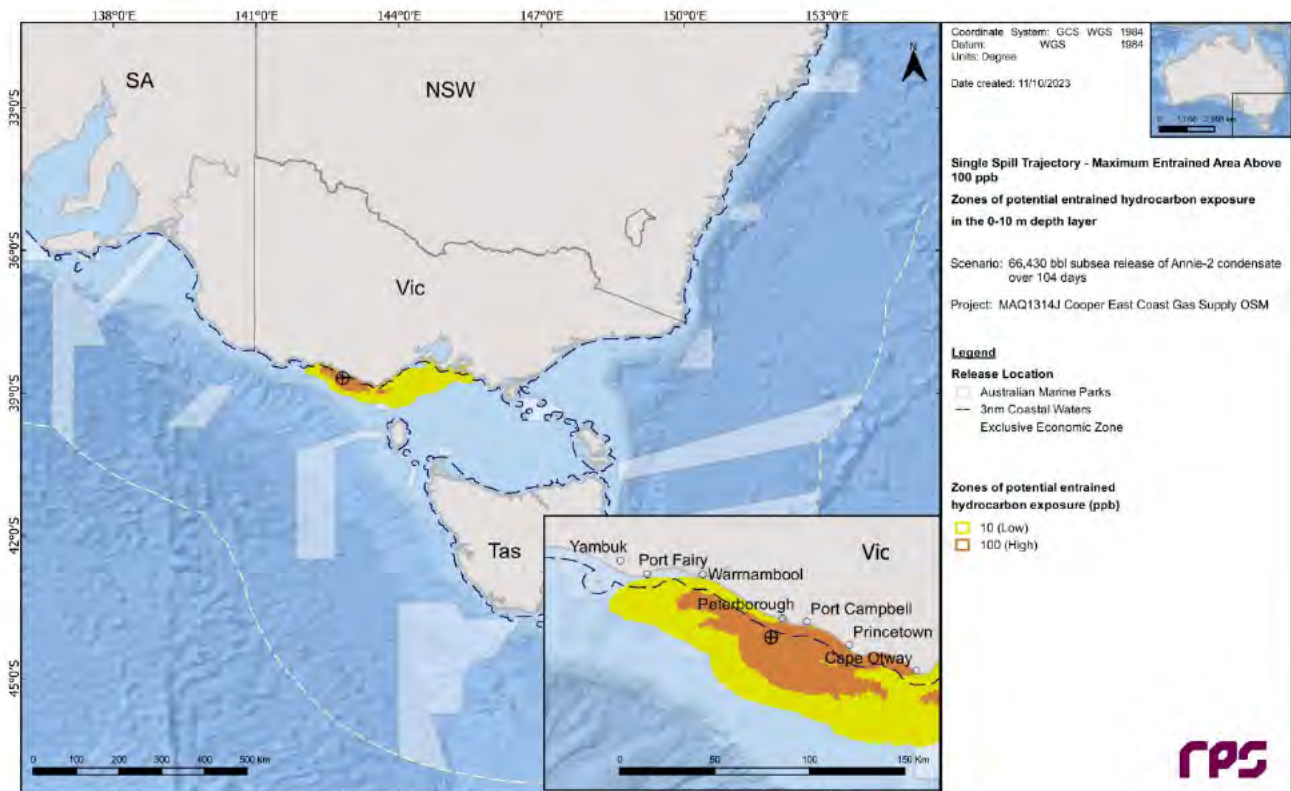 138°0'E 141°0'E 144°0'E 147°0'E 150°0'E 153°0'E
33°0'S
36°0'S
39°0'S
42°0'S
45°0'S
SA
NSW
Vic
Tas
N
0 100 200 300 400 500 Km
Yambuk
Port Fairy
Vic
Warrnambool
Peterborough
Port Campbell
Princetown
Cape Otway
0 50 100 150 Km
Coordinate System: GCS WGS 1984
Datum: WGS 1984
Units: Degree
Date created: 11/10/2023
Single Spill Trajectory - Maximum Entrained Area Above
100 ppb
Zones of potential entrained hydrocarbon exposure
in the 0-10 m depth layer
Scenario: 66,430 bbl subsea release of Annie-2 condensate
over 104 days
Project: MAQ1314J Cooper East Coast Gas Supply OSM
Legend
Release Location
Australian Marine Parks
3nm Coastal Waters
Exclusive Economic Zone
Zones of potential entrained
hydrocarbon exposure (ppb)
10 (Low)
100 (High)
rps